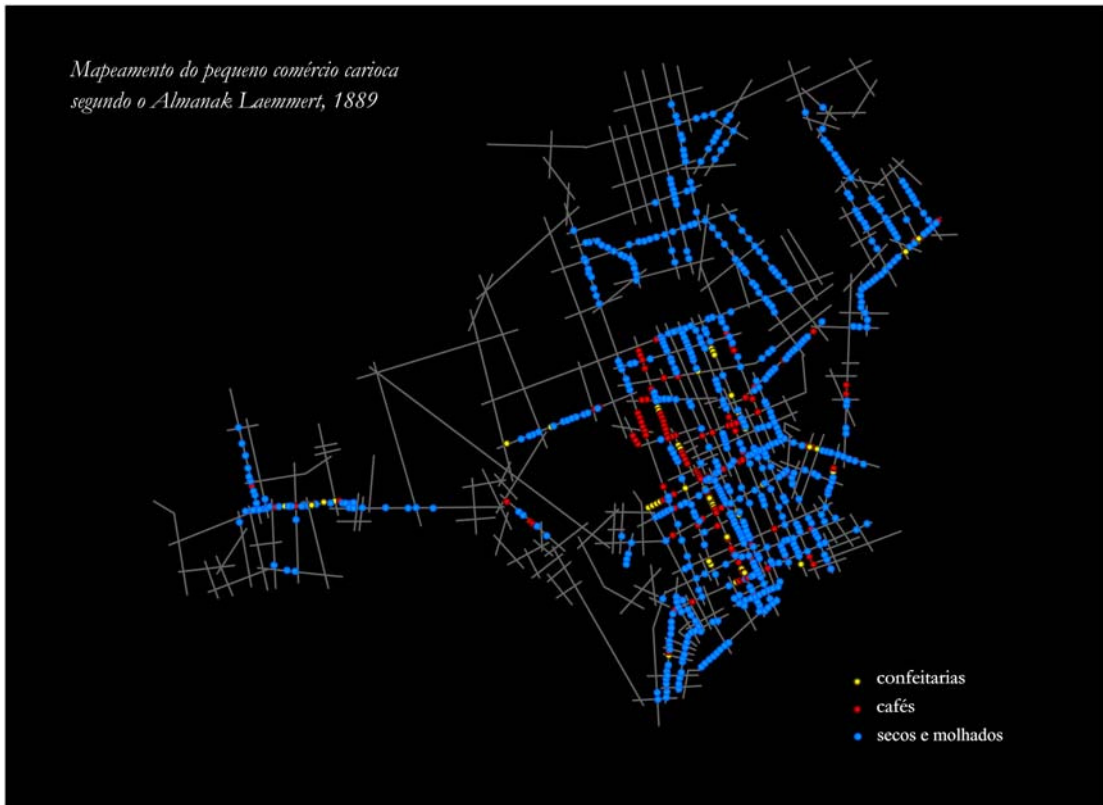 Mapeamento do pequeno comércio carioca
segundo o Almanak Laemmert, 1889
confeitarias
cafés
secos e molhados